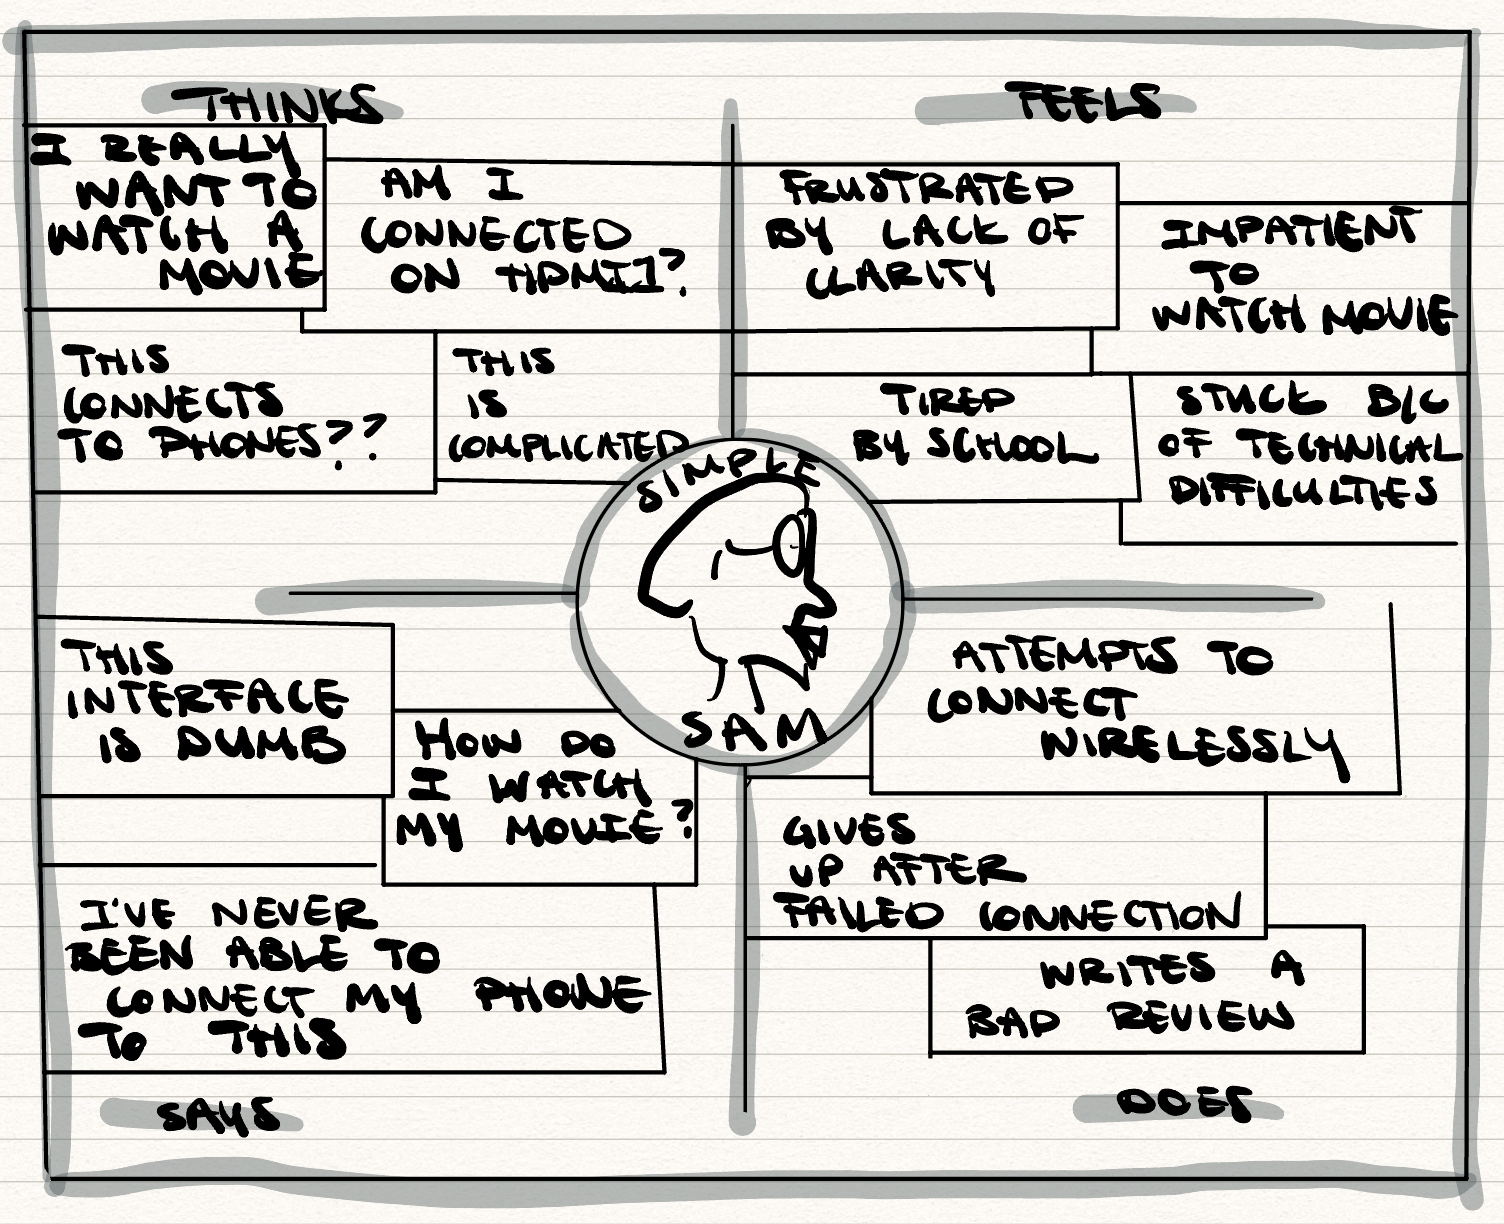 THINKS
I REALLY
WANT TO
WATCH A
MOVIE
AM I
CONNECTED
ON HDMI1?
THIS
CONNECTS
TO PHONES??
THIS
IS
COMPLICATED
FEELS
FRUSTRATED
BY LACK OF
CLARITY
IMPATIENT
TO
WATCH MOVIE
TIRED
BY SCHOOL
STUCK B/C
OF TECHNICAL
DIFFICULTIES
SIMPLE
SAM
THIS
INTERFACE
IS DUMB
HOW DO
I WATCH
MY MOVIE?
I'VE NEVER
BEEN ABLE TO
CONNECT MY PHONE
TO THIS
SAYS
ATTEMPTS TO
CONNECT
WIRELESSLY
GIVES
UP AFTER
FAILED CONNECTION
WRITES A
BAD REVIEW
DOES